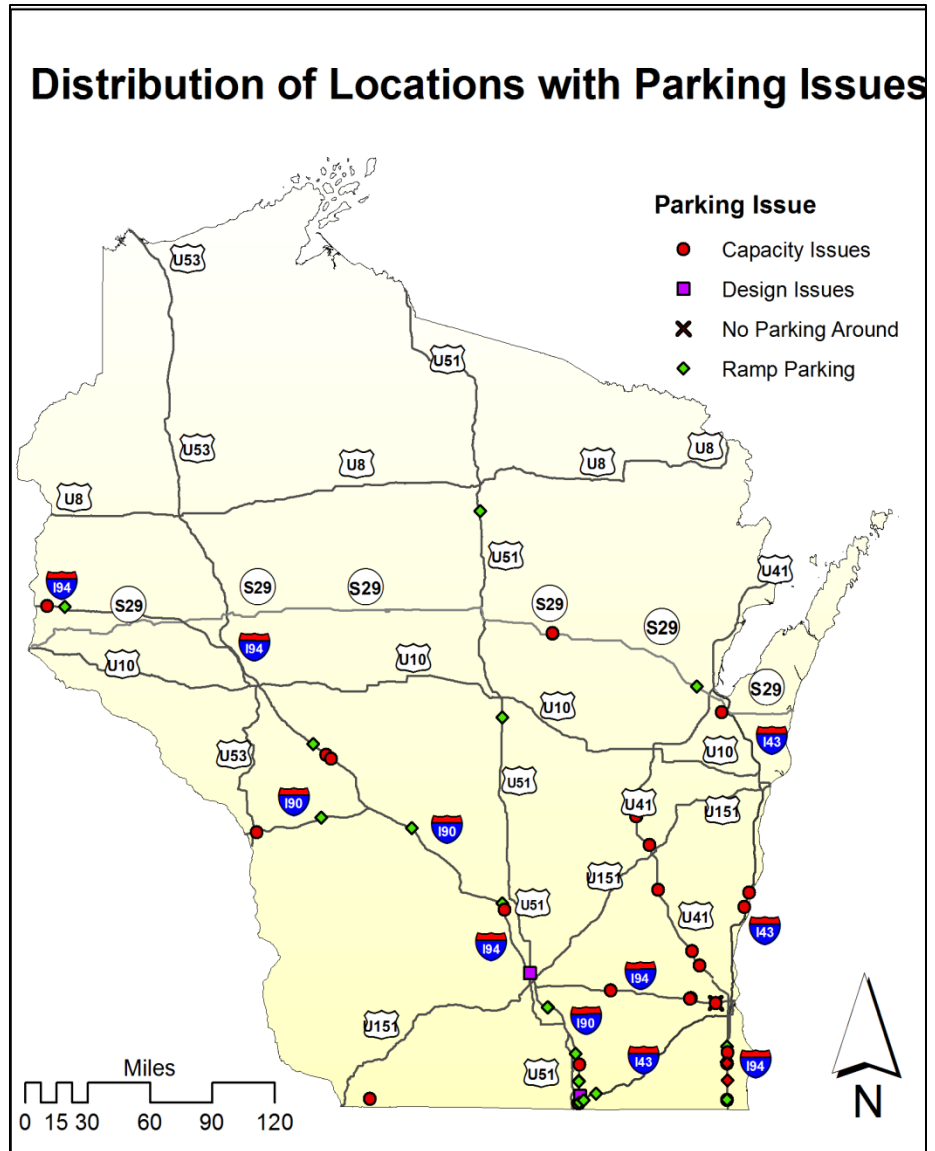 Distribution of Locations with Parking Issues
Parking Issue
Capacity Issues
Design Issues
No Parking Around
Ramp Parking
U53
U51
U53
U8
U8
U8
U8
U51
U41
I94
S29
S29
S29
S29
S29
I94
U10
U10
S29
U10
U53
U51
U10
I43
I90
I90
U41
U151
U151
U51
U41
I43
I94
I94
U151
I90
I43
U51
I94
Miles
0 15 30 60 90 120
N